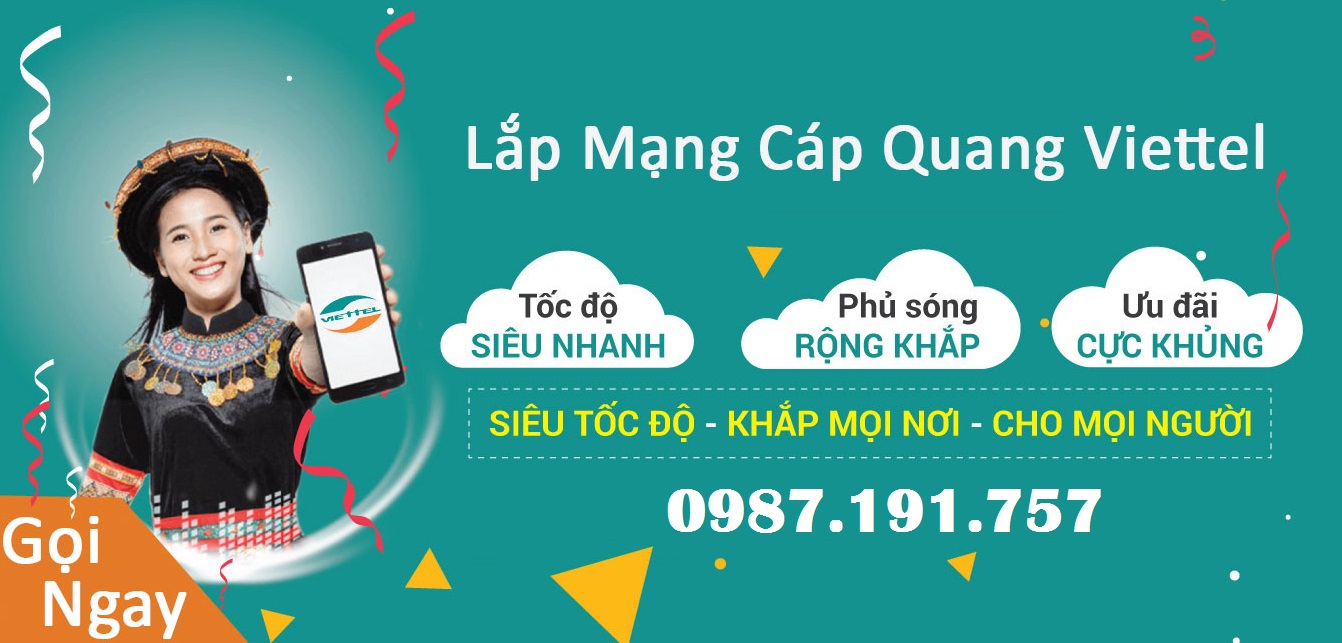 Lắp Mạng Cáp Quang Viettel
Tốc độ
SIÊU NHANH
Phủ sóng
RỘNG KHẮP
Ưu đãi
CỰC KHỦNG
VIETTEL
SIÊU TỐC ĐỘ - KHẮP MỌI NƠI - CHO MỌI NGƯỜI
0987.191.757
Gọi
Ngay